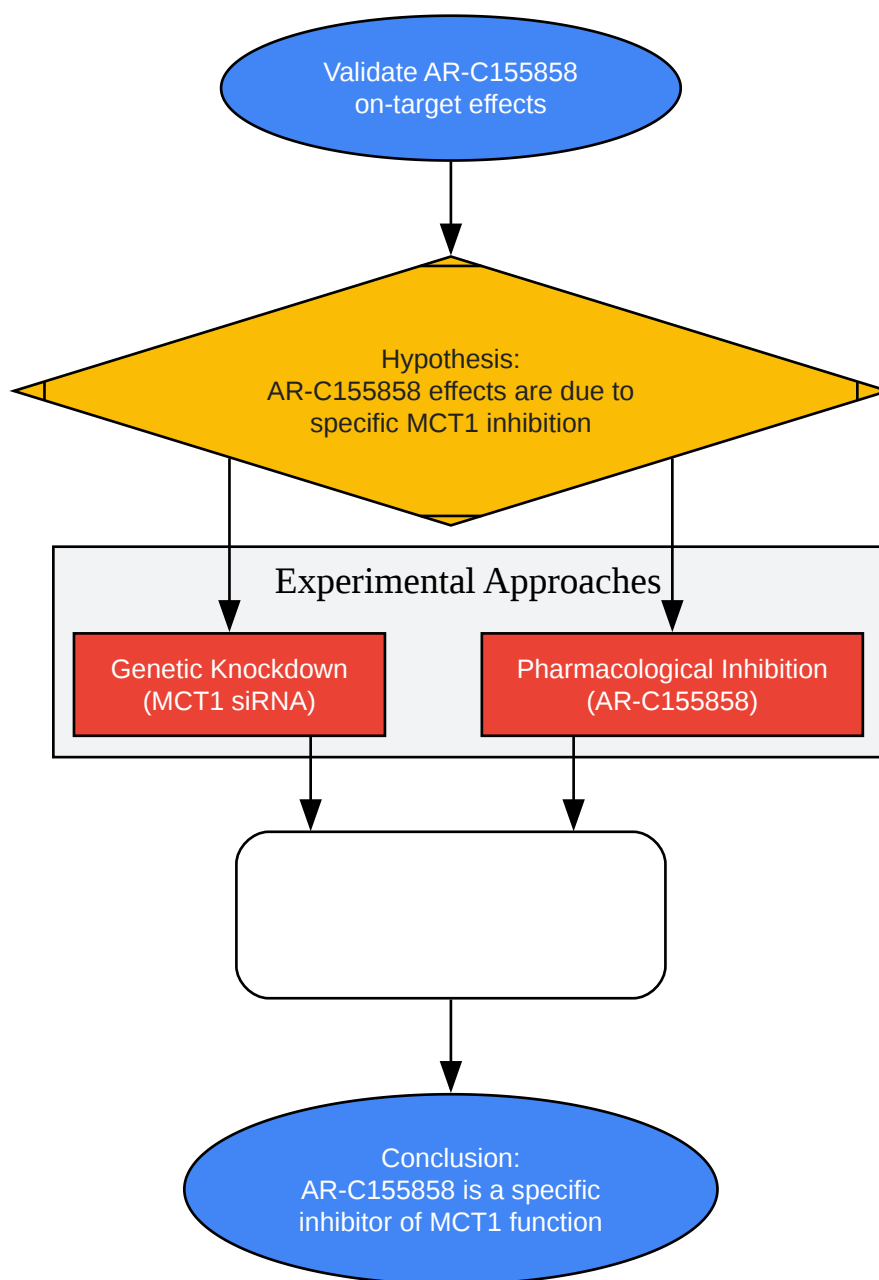 Validate AR-C155858
on-target effects
Hypothesis:
AR-C155858 effects are due to
specific MCT1 inhibition
Experimental Approaches
Genetic Knockdown
(MCT1 siRNA)
Pharmacological Inhibition
(AR-C155858)
Conclusion:
AR-C155858 is a specific
inhibitor of MCT1 function